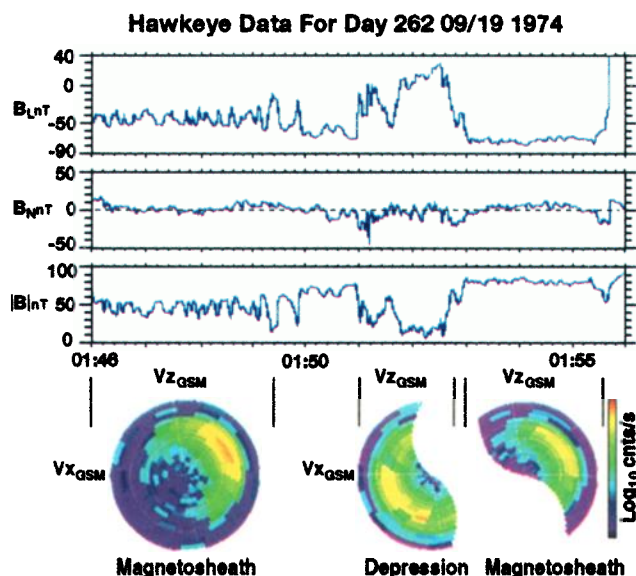 Hawkeye Data For Day 262 09/19 1974
40
0
B_L nT
-50
-90
50
B_N nT
0
-50
100
|B| nT
50
0
01:46 01:50 01:55
Vz_GSM Vz_GSM Vz_GSM
Vx_GSM Vx_GSM
Log_10 cnts/s
Magnetosheath Depression Magnetosheath